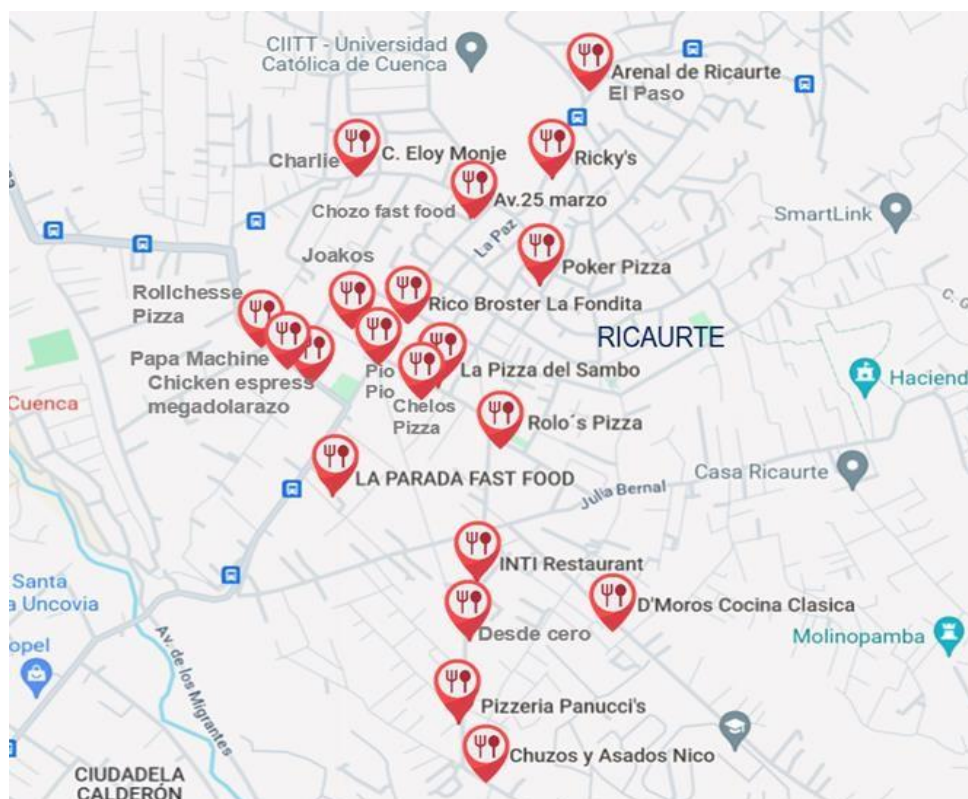 CIITT - Universidad
Católica de Cuenca
Arenal de Ricaurte
El Paso
Charlie
C. Eloy Monje
Ricky's
Chozo fast food
Av.25 marzo
SmartLink
La Paz
Joakos
Poker Pizza
Rollchesse
Pizza
Rico Broster La Fondita
C. G
RICAURTE
Papa Machine
Chicken espress
megadolarazo
Pio
Pio
La Pizza del Sambo
Haciend
Cuenca
Chelos
Pizza
Rolo´s Pizza
LA PARADA FAST FOOD
Casa Ricaurte
Julia Bernal
INTI Restaurant
Santa
a Uncovia
D'Moros Cocina Clasica
Desde cero
Molinopamba
opel
Av. de los Migrantes
Pizzeria Panucci's
Chuzos y Asados Nico
CIUDADELA
CALDERÓN